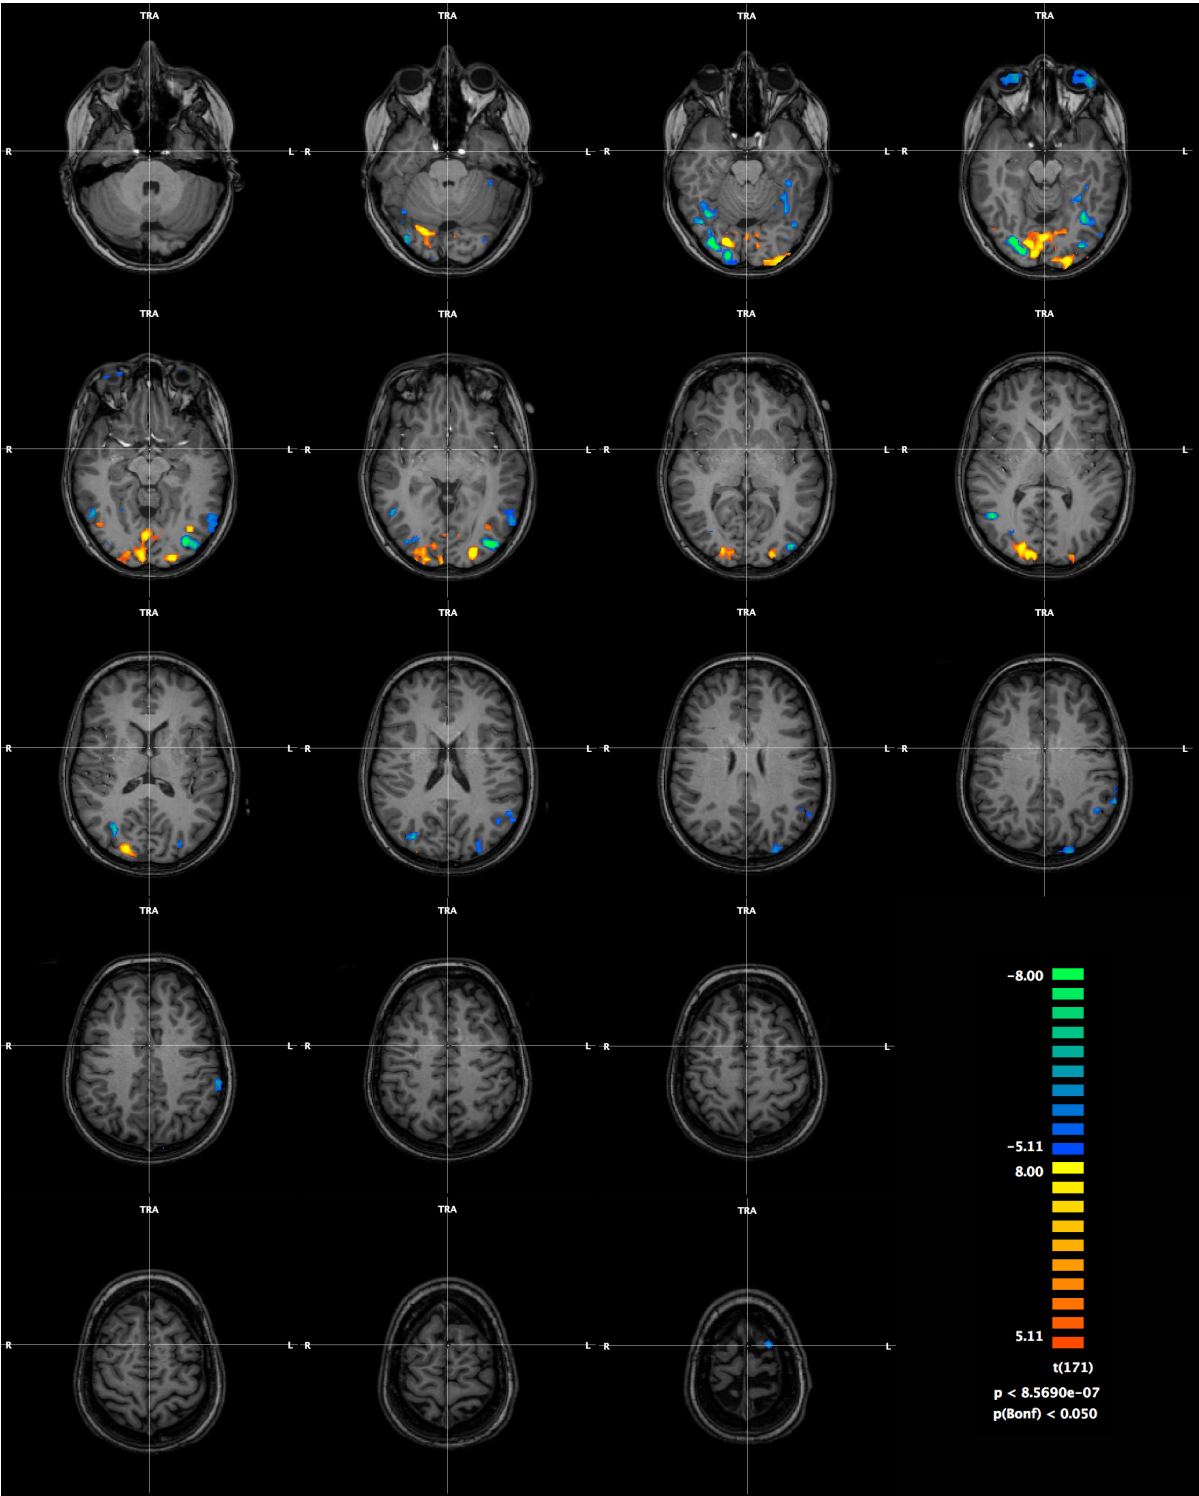 TRA TRA TRA TRA
R L R L R L R L
TRA TRA TRA TRA
R L R L R L R L
TRA TRA TRA TRA
R L R L R L R L
TRA TRA TRA
R L R L R L
−8.00
−5.11
8.00
5.11
t(171)
p < 8.5690e−07
p(Bonf) < 0.050
TRA TRA TRA
R L R L R L